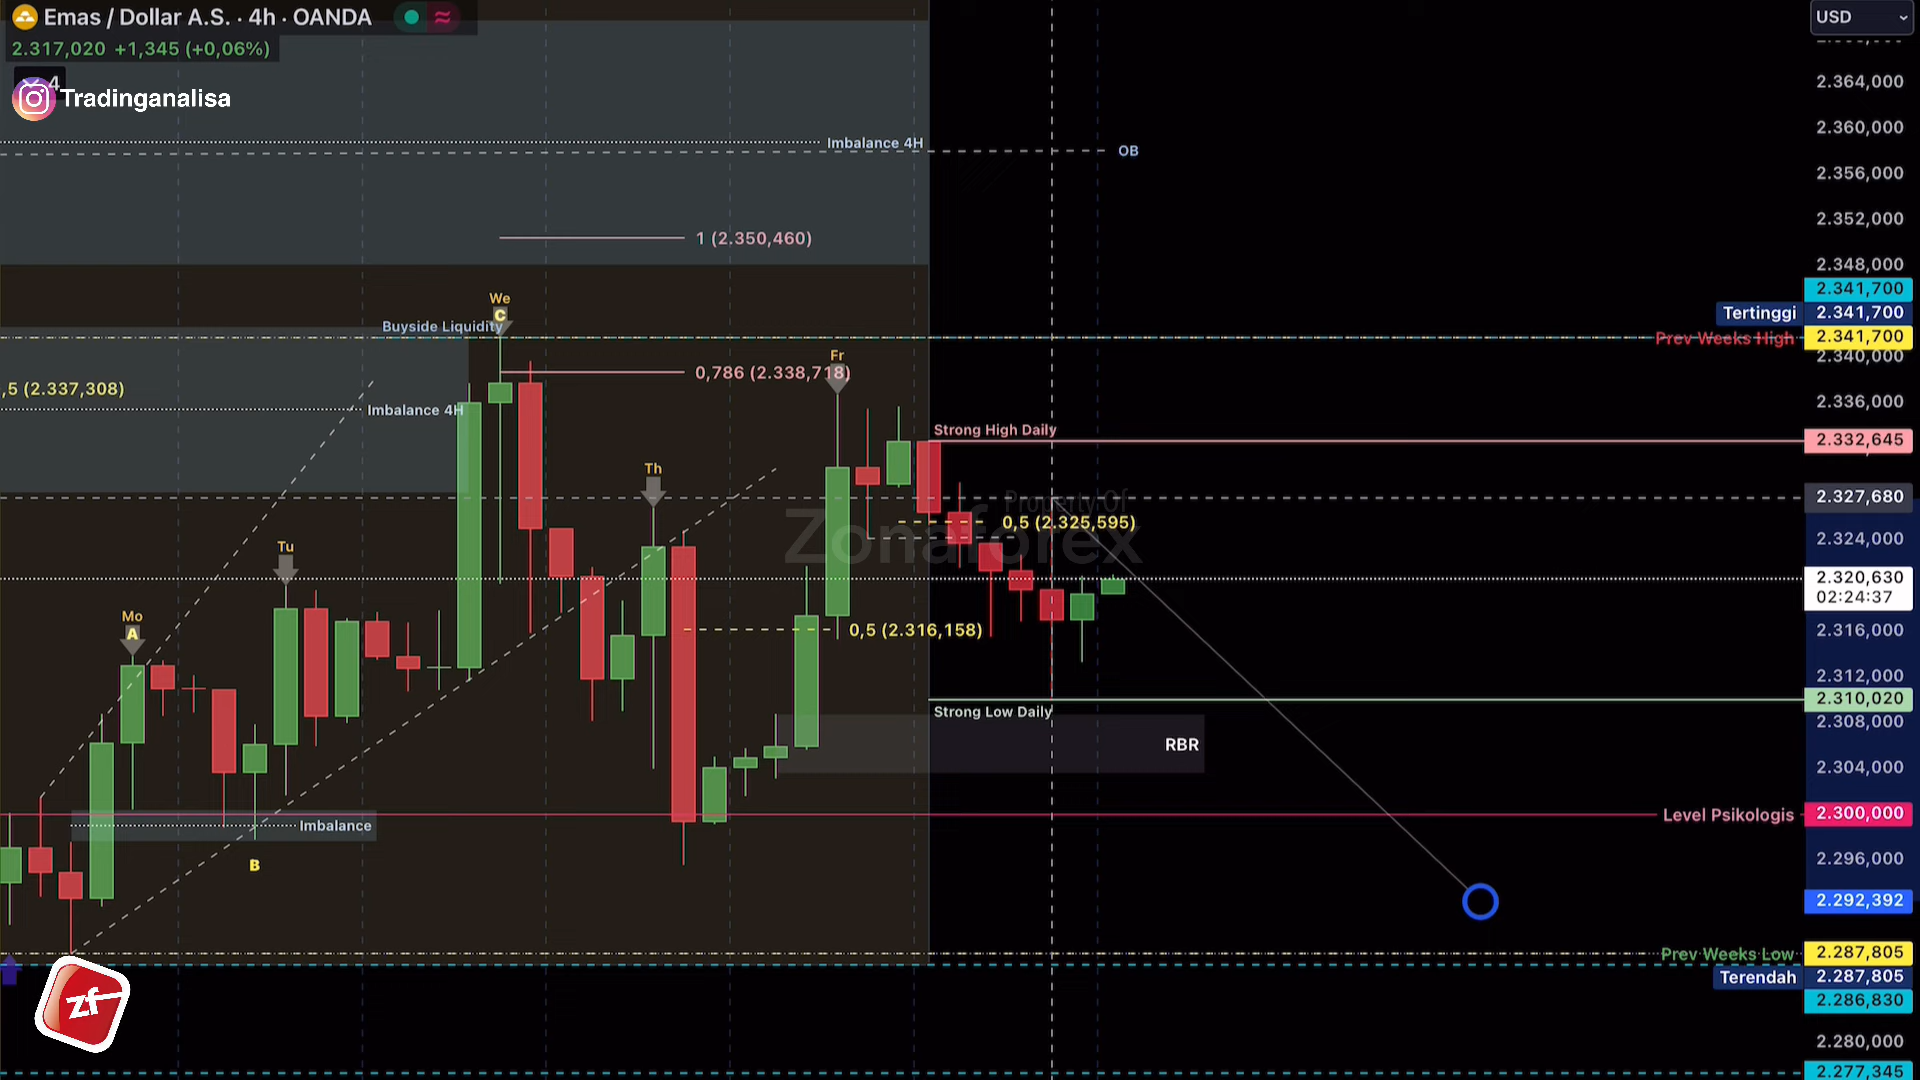 Emas / Dollar A.S. · 4h · OANDA
USD
2.317,020 +1,345 (+0,06%)
4
Tradinganalisa
2.364,000
2.360,000
Imbalance 4H
OB
2.356,000
2.352,000
1 (2.350,460)
2.348,000
2.341,700
We
C
Tertinggi 2.341,700
Buyside Liquidity
Prev Weeks High 2.341,700
2.340,000
Fr
0,786 (2.338,718)
,5 (2.337,308)
Imbalance 4H
2.336,000
Strong High Daily
2.332,645
Th
2.327,680
Property Of
Zonaforex
0,5 (2.325,595)
2.324,000
Tu
2.320,630
02:24:37
Mo
A
0,5 (2.316,158)
2.316,000
2.312,000
2.310,020
Strong Low Daily
2.308,000
RBR
2.304,000
Level Psikologis 2.300,000
Imbalance
B
2.296,000
2.292,392
Prev Weeks Low 2.287,805
Terendah 2.287,805
2.286,830
zf
2.280,000
2.277,345